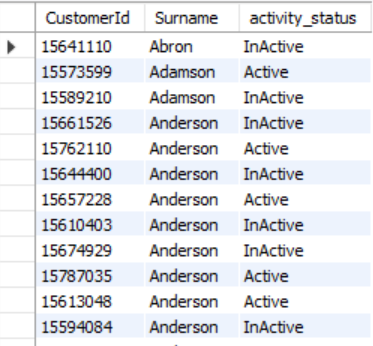 CustomerId Surname activity_status
15641110 Abron InActive
15573599 Adamson Active
15589210 Adamson InActive
15661526 Anderson InActive
15762110 Anderson Active
15644400 Anderson InActive
15657228 Anderson Active
15610403 Anderson InActive
15674929 Anderson InActive
15787035 Anderson Active
15613048 Anderson Active
15594084 Anderson InActive